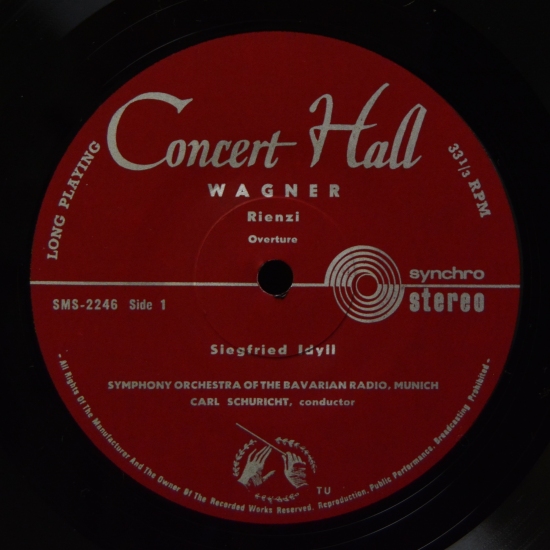 Concert Hall
LONG PLAYING
33 1/3 RPM
WAGNER
Rienzi
Overture
synchro
stereo
SMS-2246 Side 1
Siegfried Idyll
SYMPHONY ORCHESTRA OF THE BAVARIAN RADIO, MUNICH
CARL SCHURICHT, conductor
TU
- All Rights Of The Manufacturer And The Owner Of The Recorded Works Reserved. Reproduction. Public Performance. Broadcasting Prohibited -